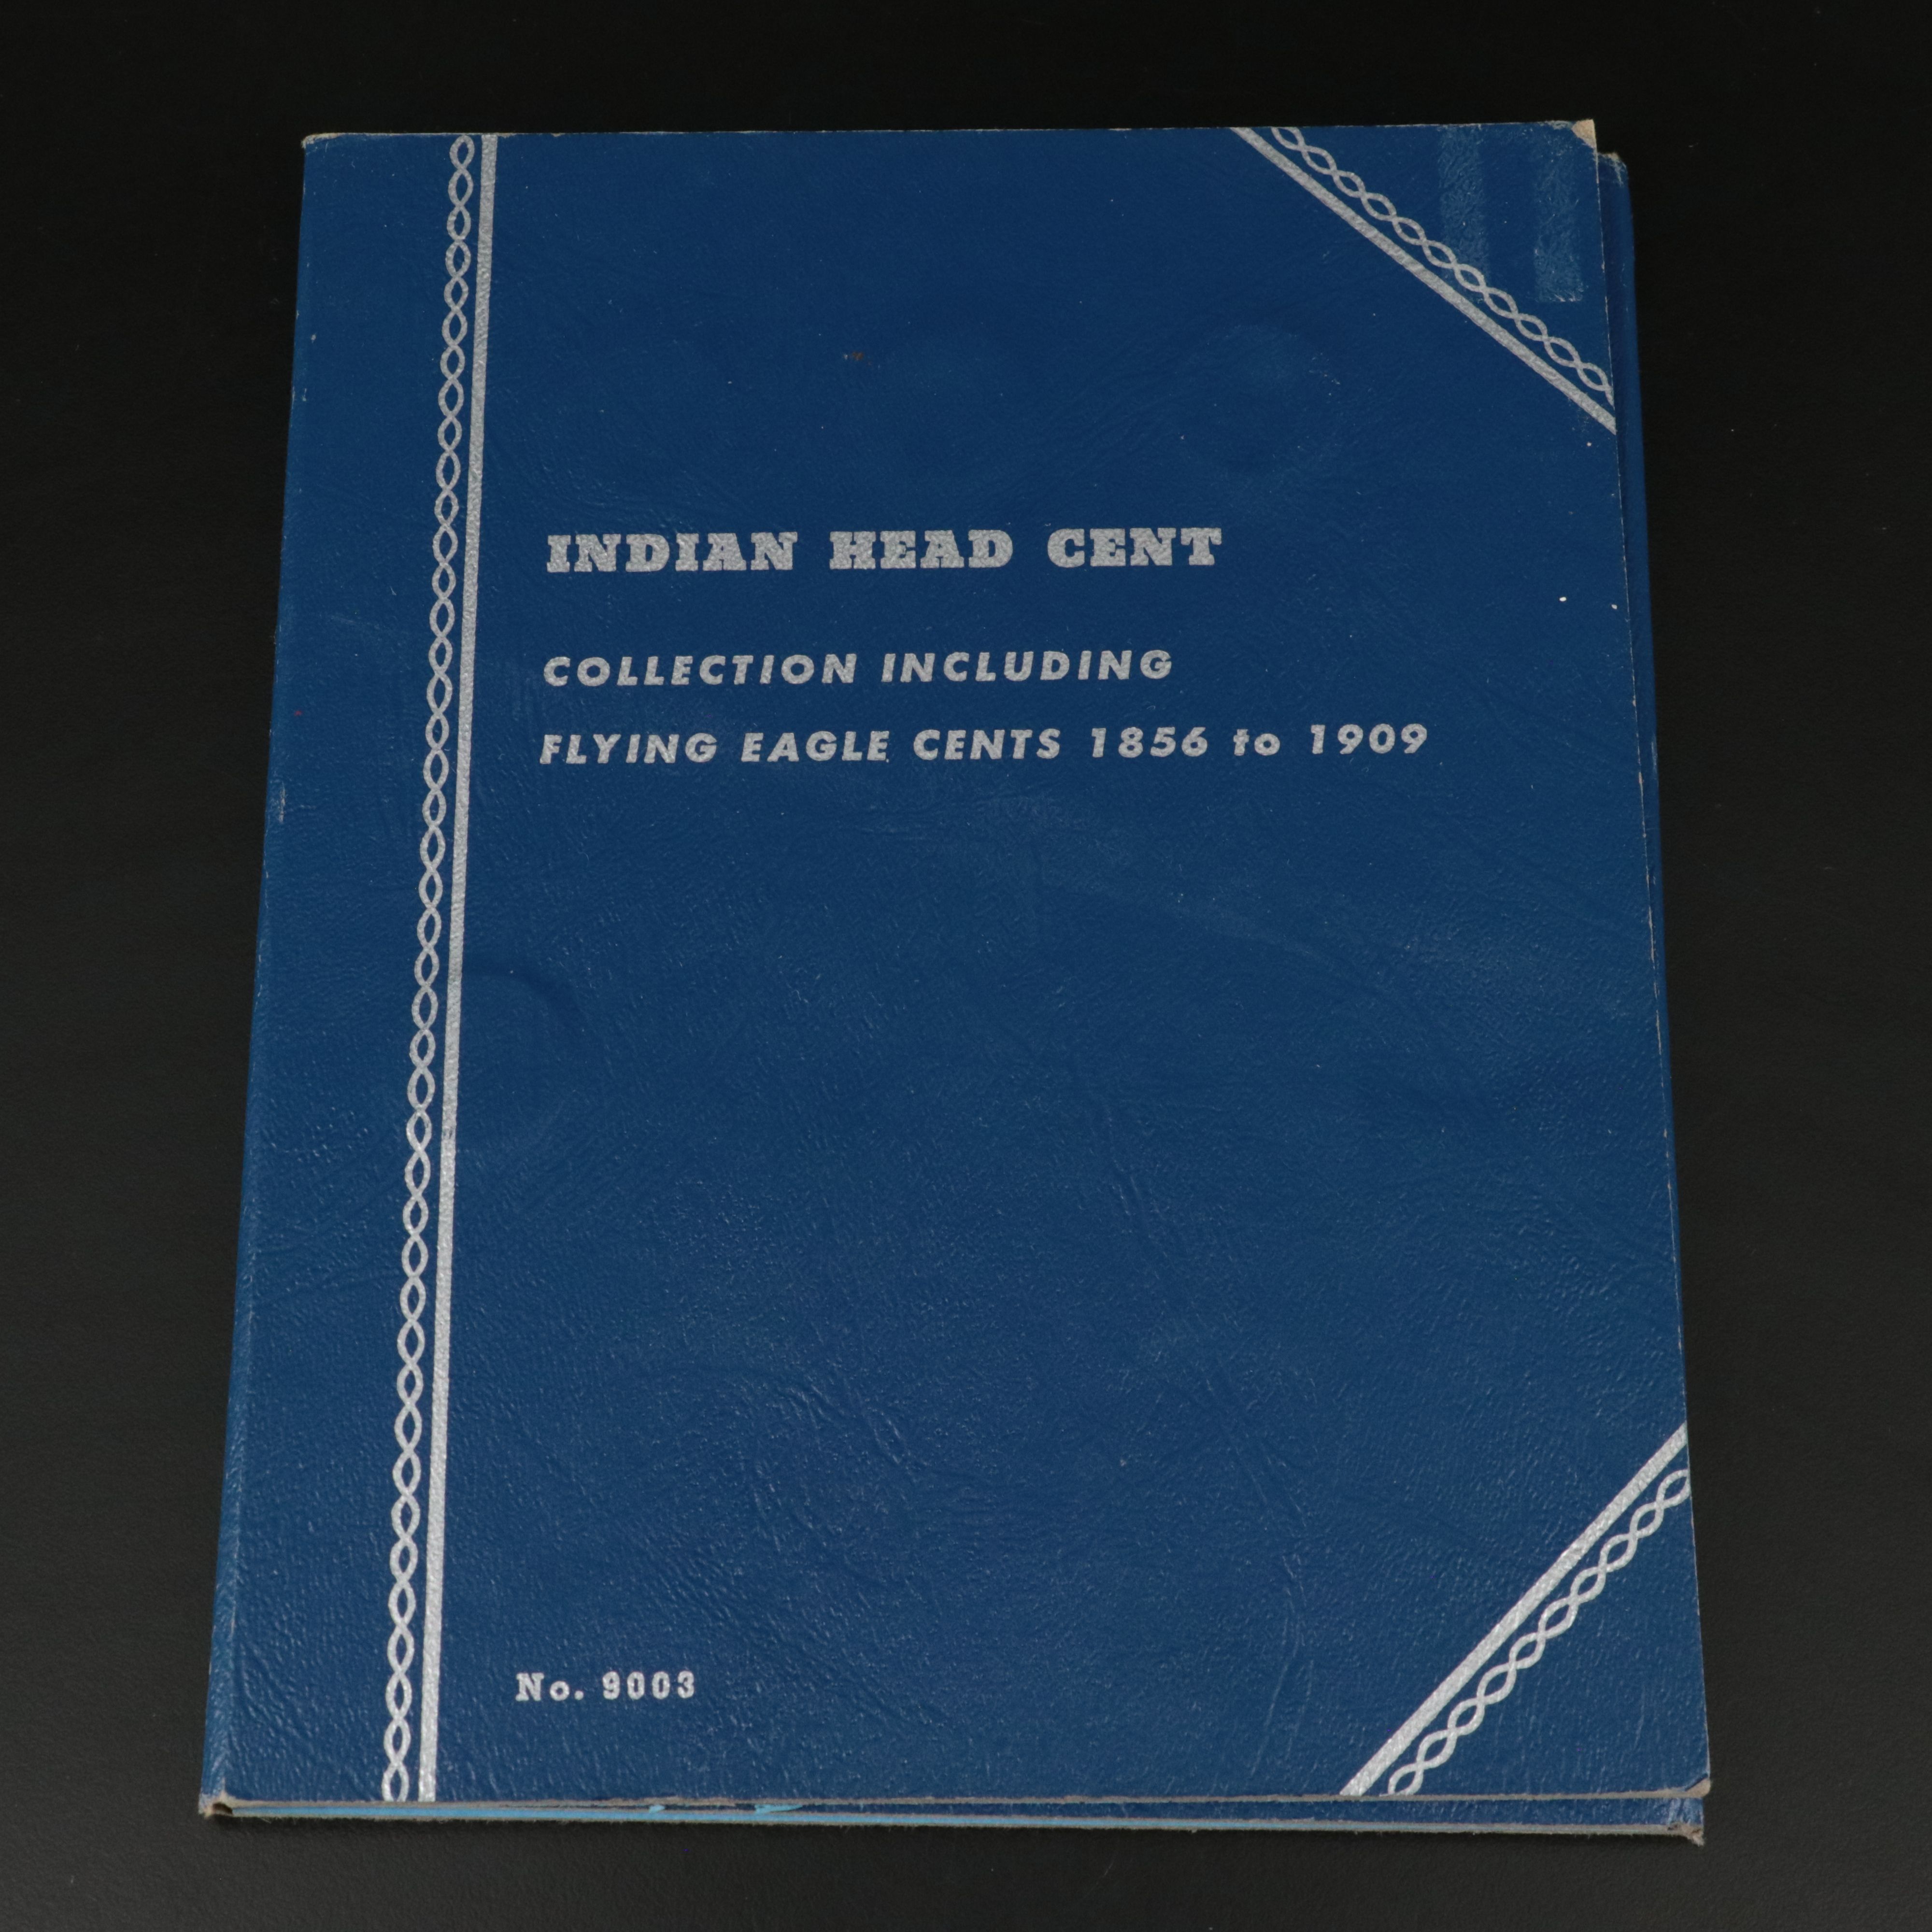 INDIAN HEAD CENT
COLLECTION INCLUDING
FLYING EAGLE CENTS 1856 to 1909
No. 9003